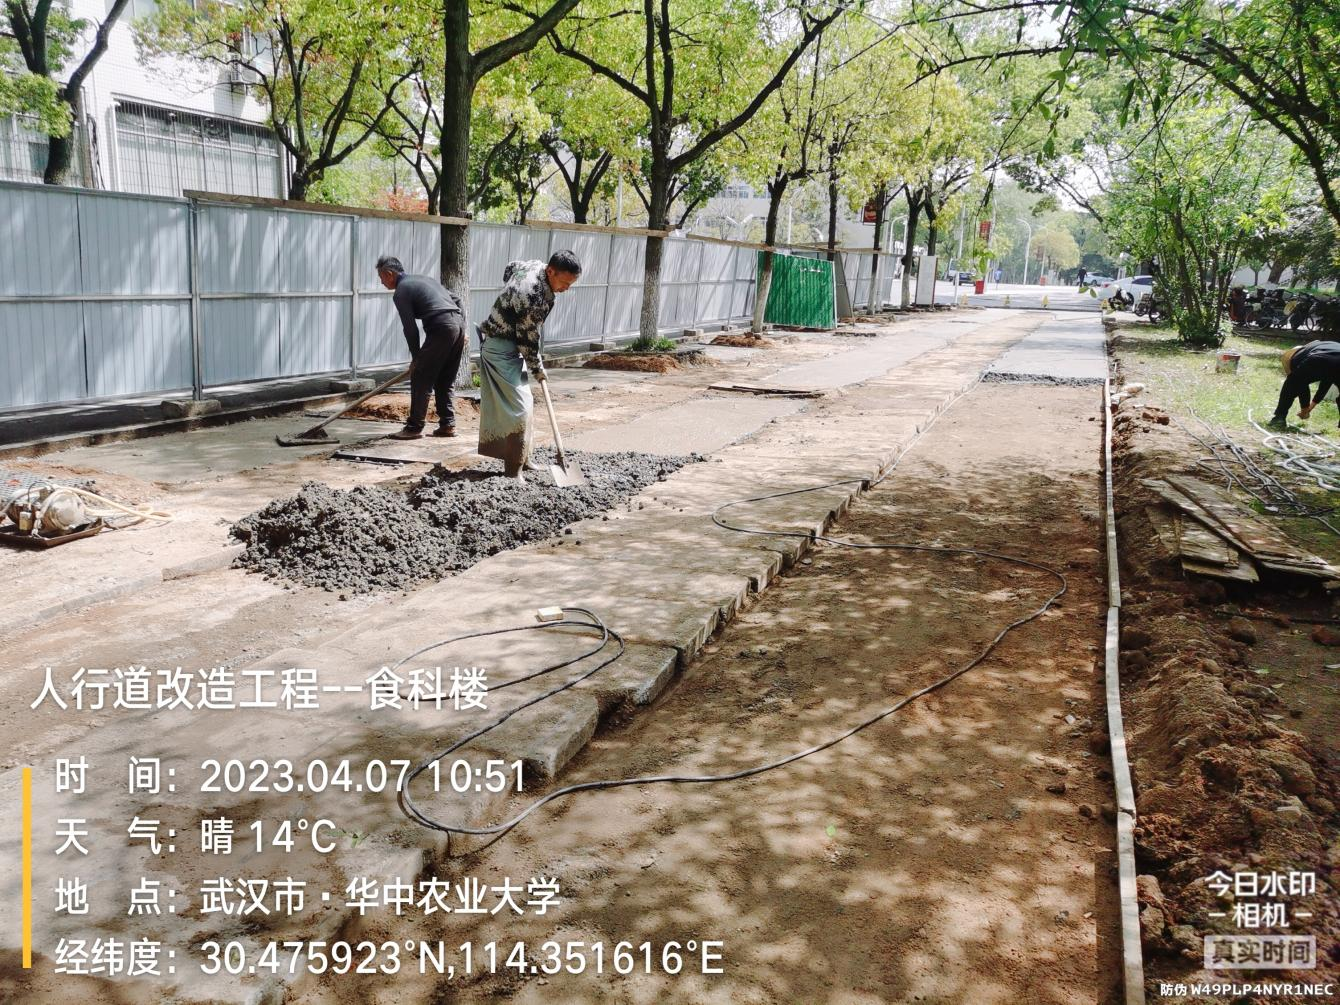 人行道改造工程--食科楼
时 间：2023.04.07 10:51
天 气：晴 14℃
地 点：武汉市·华中农业大学
经纬度：30.475923°N,114.351616°E
今日水印
-相机-
真实时间
防伪 W49PLP4NYR1NEC